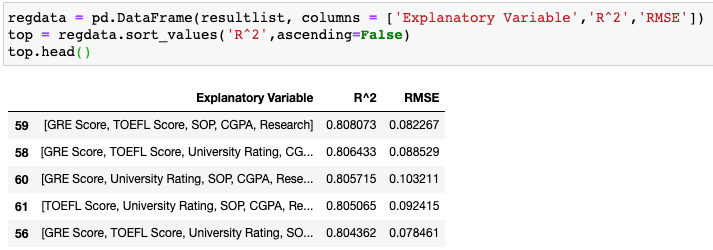 regdata = pd.DataFrame(resultlist, columns = ['Explanatory Variable','R^2','RMSE'])
top = regdata.sort_values('R^2',ascending=False)
top.head()
Explanatory Variable R^2 RMSE
59 [GRE Score, TOEFL Score, SOP, CGPA, Research] 0.808073 0.082267
58 [GRE Score, TOEFL Score, University Rating, CG... 0.806433 0.088529
60 [GRE Score, University Rating, SOP, CGPA, Rese... 0.805715 0.103211
61 [TOEFL Score, University Rating, SOP, CGPA, Re... 0.805065 0.092415
56 [GRE Score, TOEFL Score, University Rating, SO... 0.804362 0.078461